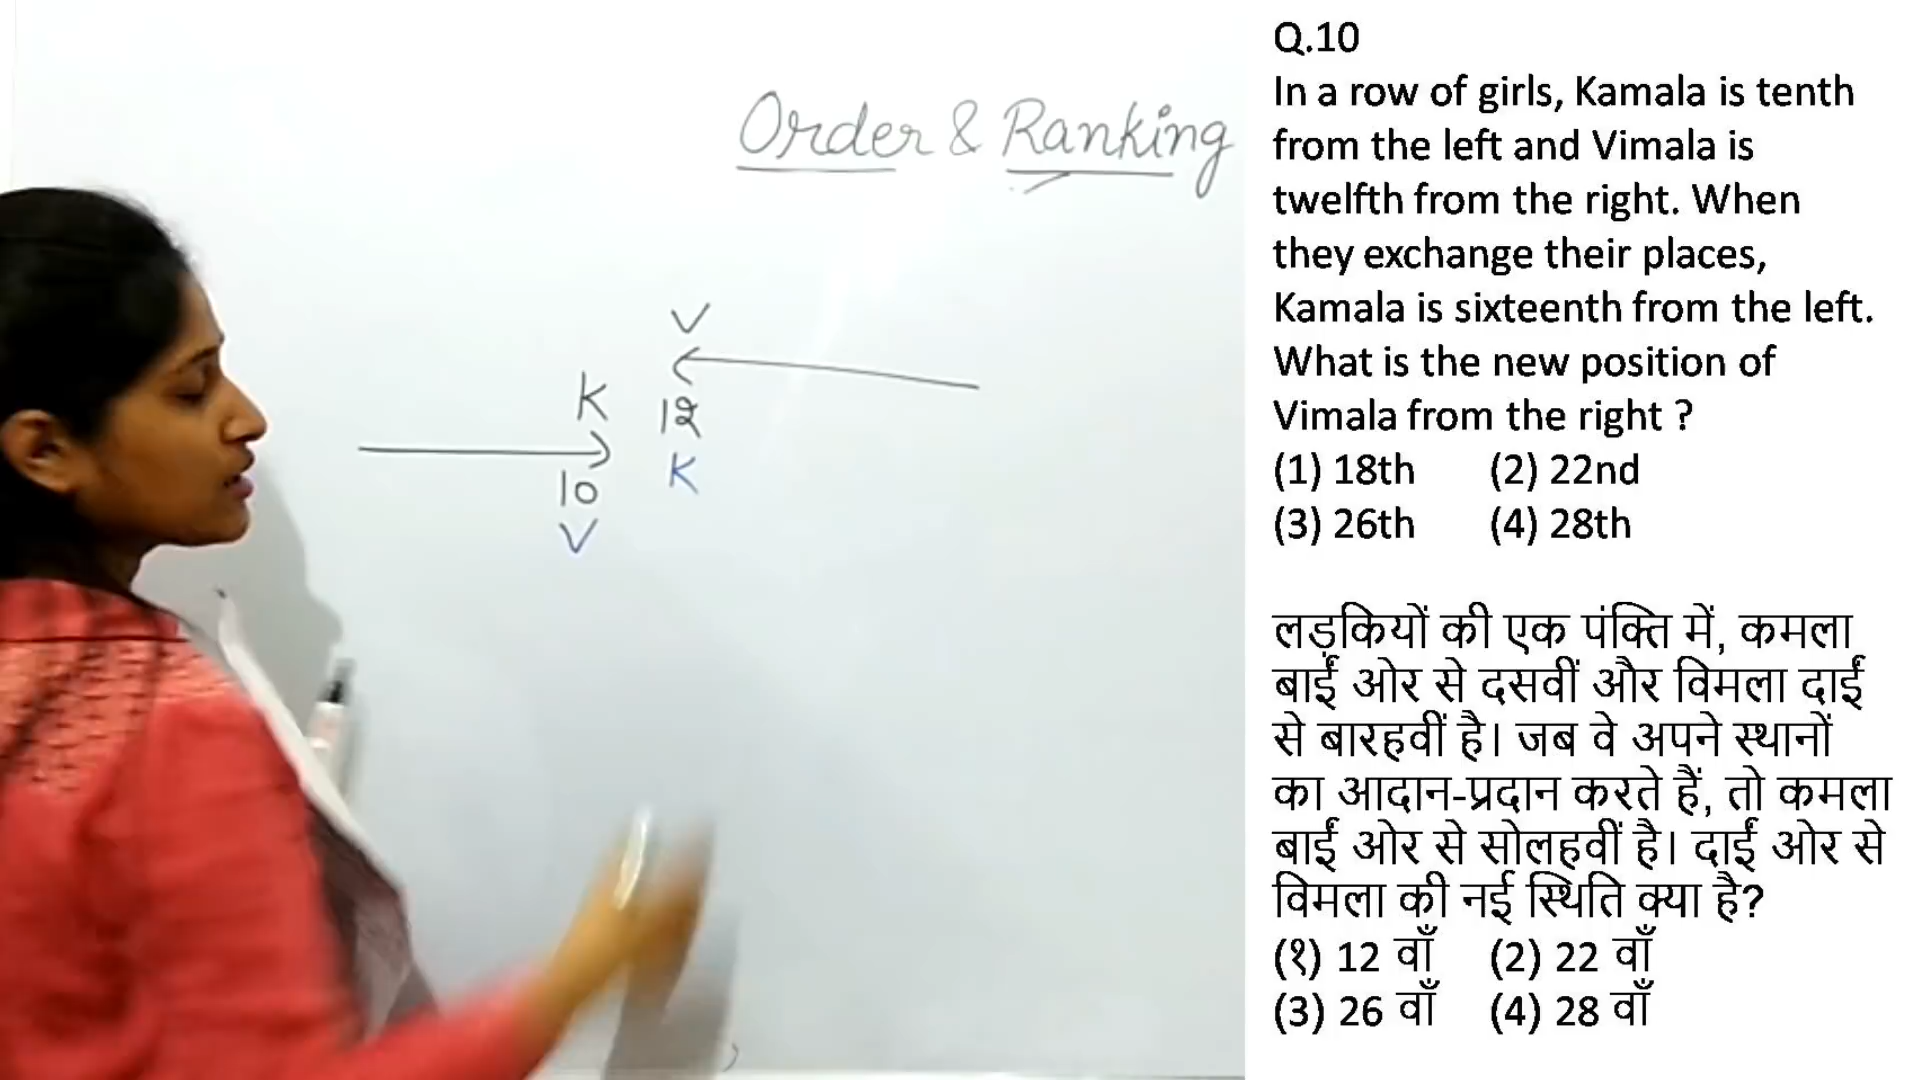 Order & Ranking
V
K
12
10
K
V
Q.10
In a row of girls, Kamala is tenth
from the left and Vimala is
twelfth from the right. When
they exchange their places,
Kamala is sixteenth from the left.
What is the new position of
Vimala from the right ?
(1) 18th (2) 22nd
(3) 26th (4) 28th
लड़कियों की एक पंक्ति में, कमला
बाईं ओर से दसवीं और विमला दाईं
से बारहवीं है। जब वे अपने स्थानों
का आदान-प्रदान करते हैं, तो कमला
बाईं ओर से सोलहवीं है। दाईं ओर से
विमला की नई स्थिति क्या है?
(१) 12 वाँ (2) 22 वाँ
(3) 26 वाँ (4) 28 वाँ